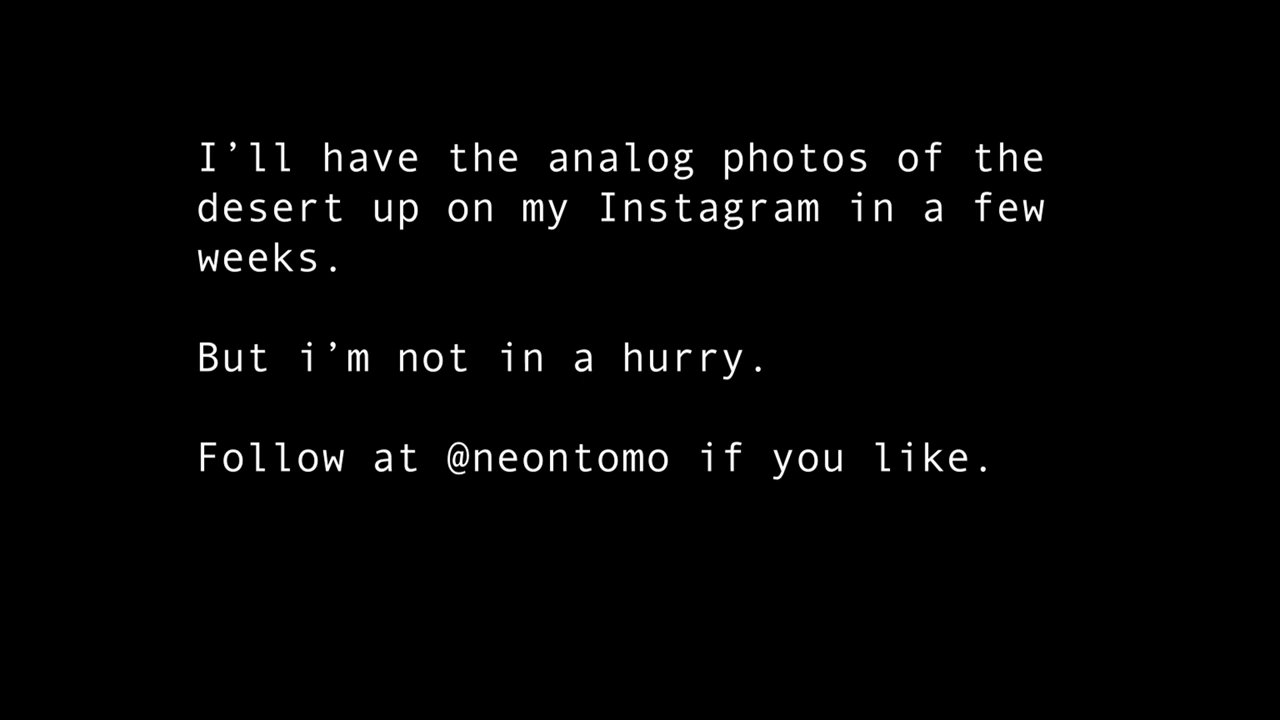 I’ll have the analog photos of the
desert up on my Instagram in a few
weeks.
But i’m not in a hurry.
Follow at @neontomo if you like.